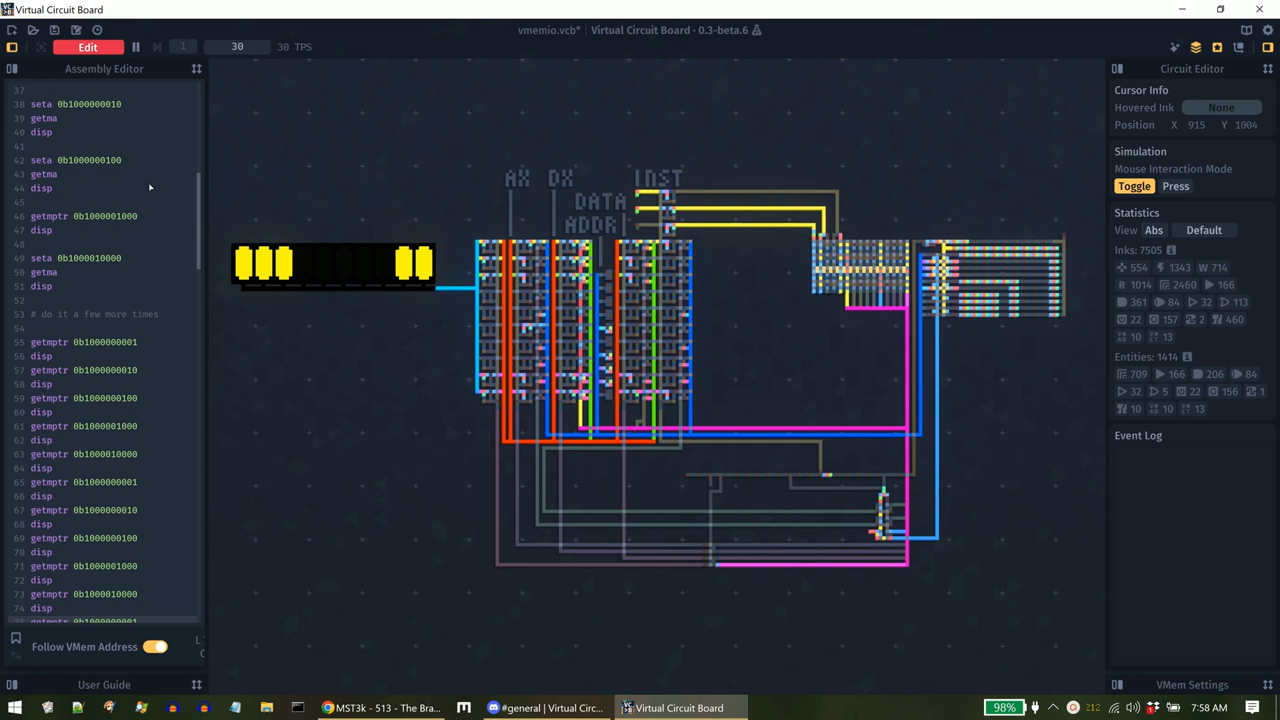 Virtual Circuit Board
vmemio.vcb* | Virtual Circuit Board | 0.3-beta.6
Edit
1
30
30 TPS
Assembly Editor
37
38 seta 0b1000000010
39 getma
40 disp
41
42 seta 0b1000000100
43 getma
44 disp
45
46 getmptr 0b1000001000
47 disp
48
49 seta 0b1000010000
50 getma
51 disp
52
53 # do it a few more times
54
55 getmptr 0b1000000001
56 disp
57 getmptr 0b1000000010
58 disp
59 getmptr 0b1000000100
60 disp
61 getmptr 0b1000001000
62 disp
63 getmptr 0b1000010000
64 disp
65 getmptr 0b1000000001
66 disp
67 getmptr 0b1000000010
68 disp
69 getmptr 0b1000000100
70 disp
71 getmptr 0b1000001000
72 disp
73 getmptr 0b1000010000
74 disp
75 getmptr 0b1000000001
Follow VMem Address
L
User Guide
AX DX INST
DATA
ADDR
Circuit Editor
Cursor Info
Hovered Ink None
Position X 915 Y 1004
Simulation
Mouse Interaction Mode
Toggle Press
Statistics
View Abs Default
Inks: 7505
554 1343 W 714
R 1014 2460 166
361 84 32 113
22 157 2 460
10 13
Entities: 1414
709 166 206 84
32 5 22 156 1
10 10 13
Event Log
VMem Settings
MST3k - 513 - The Bra...
#general | Virtual Circ...
Virtual Circuit Board
98%
212
7:58 AM